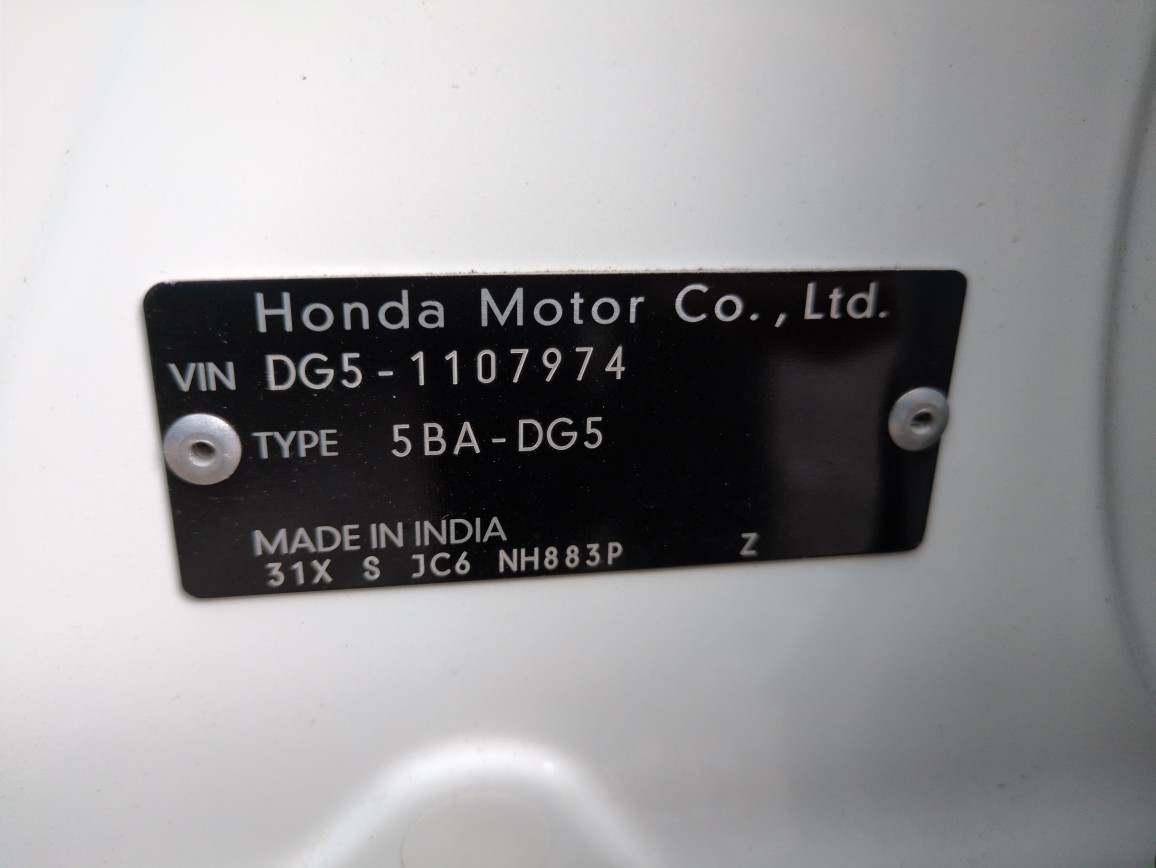 Honda Motor Co., Ltd.
VIN DG5-1107974
TYPE 5BA-DG5
MADE IN INDIA
31X S JC6 NH883P Z